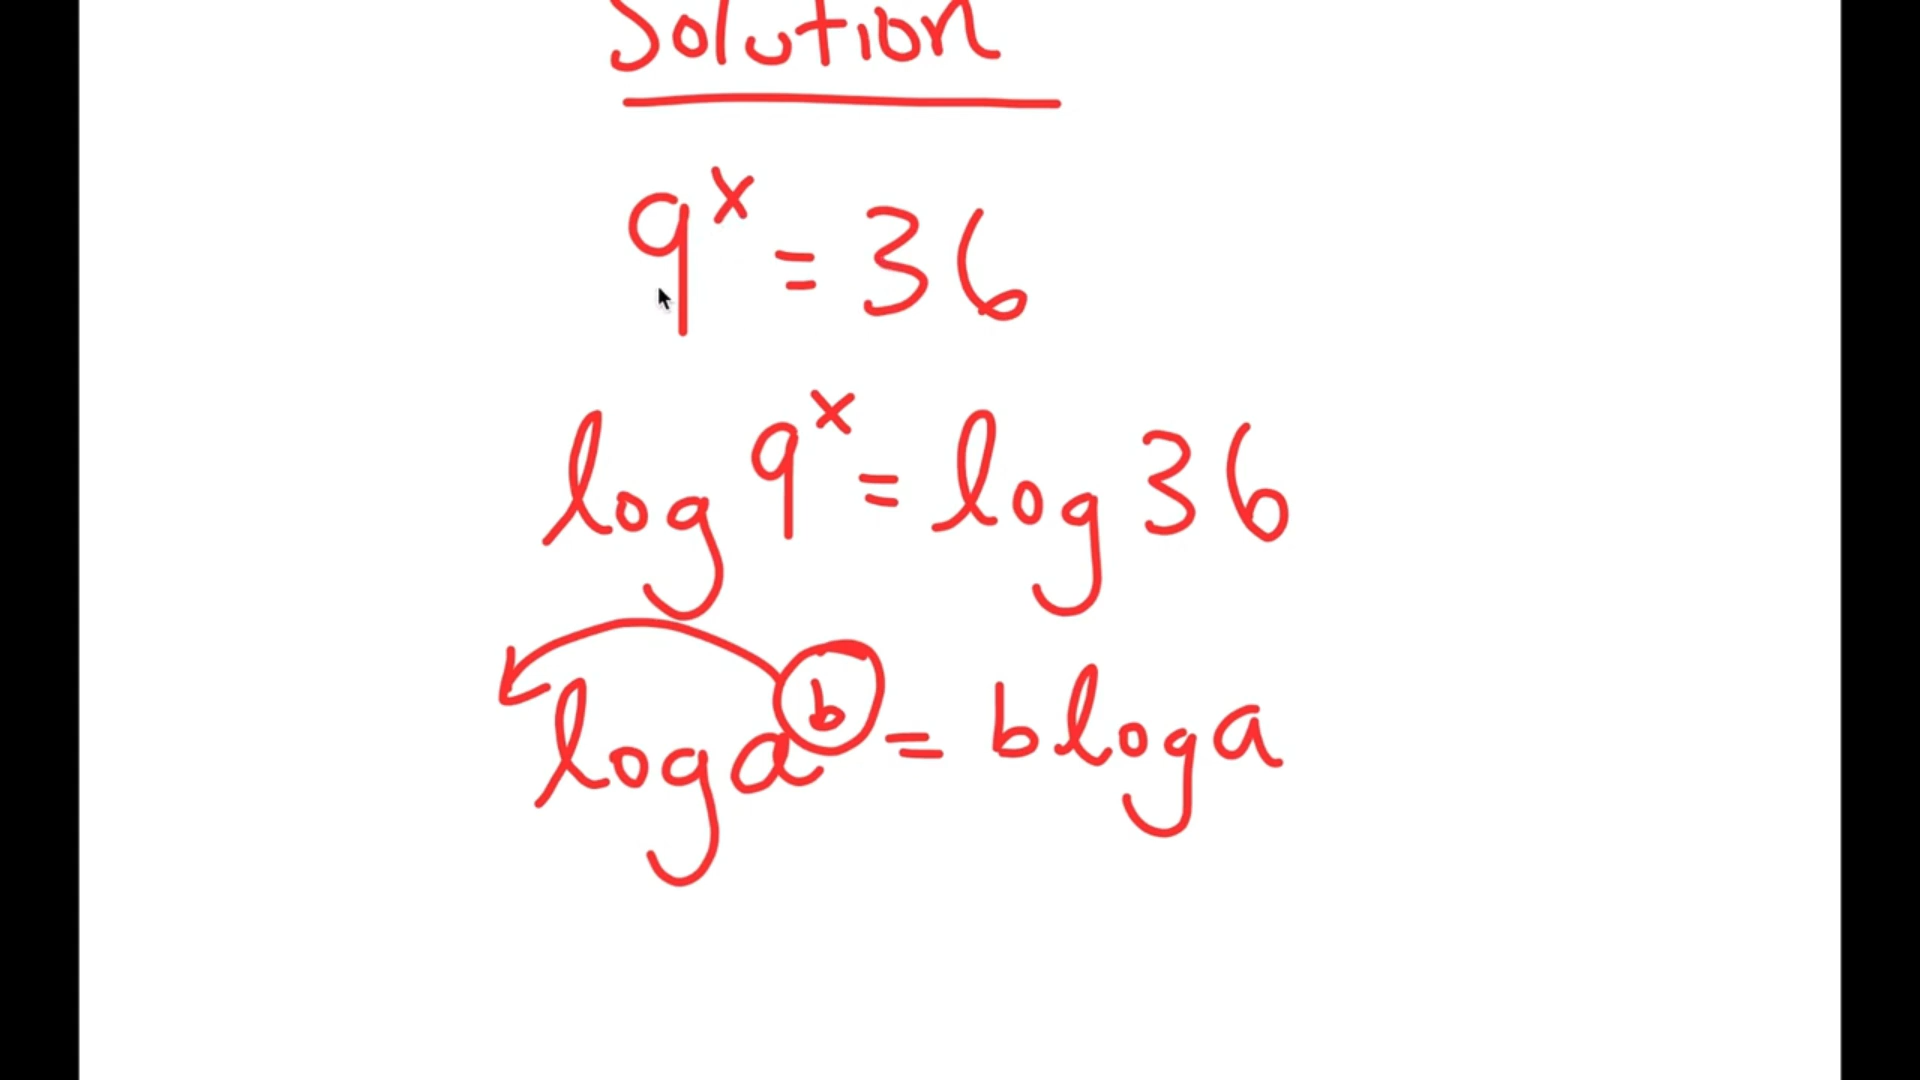 Solution
9^x = 36
log 9^x = log 36
log a^b = b log a